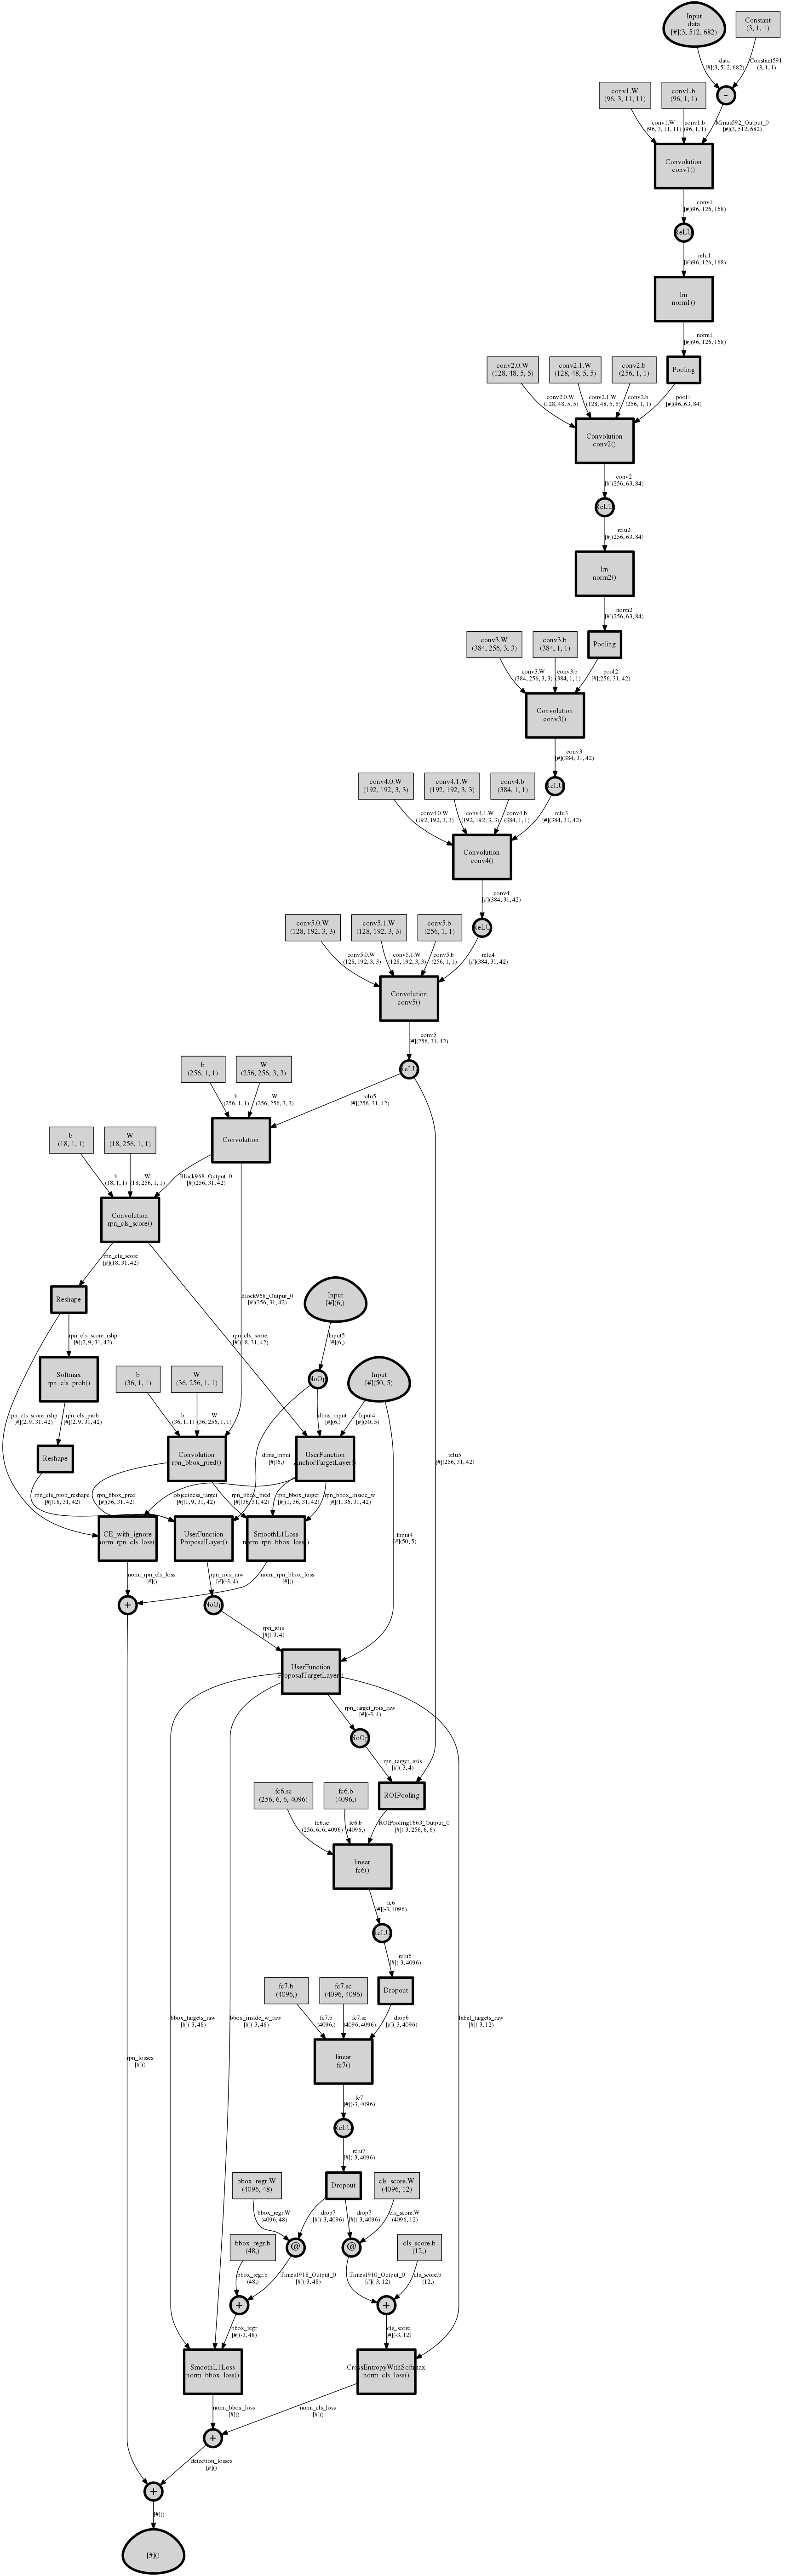 Input
data
[#](3, 512, 682)
Constant
(3, 1, 1)
data
[#](3, 512, 682)
Constant591
(3, 1, 1)
-
conv1.W
(96, 3, 11, 11)
conv1.b
(96, 1, 1)
conv1.W
(96, 3, 11, 11)
conv1.b
(96, 1, 1)
Minus592_Output_0
[#](3, 512, 682)
Convolution
conv1()
conv1
[#](96, 126, 168)
ReLU
relu1
[#](96, 126, 168)
lrn
norm1()
norm1
[#](96, 126, 168)
Pooling
conv2.0.W
(128, 48, 5, 5)
conv2.1.W
(128, 48, 5, 5)
conv2.b
(256, 1, 1)
conv2.0.W
(128, 48, 5, 5)
conv2.1.W
(128, 48, 5, 5)
conv2.b
(256, 1, 1)
pool1
[#](96, 63, 84)
Convolution
conv2()
conv2
[#](256, 63, 84)
ReLU
relu2
[#](256, 63, 84)
lrn
norm2()
norm2
[#](256, 63, 84)
Pooling
conv3.W
(384, 256, 3, 3)
conv3.b
(384, 1, 1)
conv3.W
(384, 256, 3, 3)
conv3.b
(384, 1, 1)
pool2
[#](256, 31, 42)
Convolution
conv3()
conv3
[#](384, 31, 42)
ReLU
conv4.0.W
(192, 192, 3, 3)
conv4.1.W
(192, 192, 3, 3)
conv4.b
(384, 1, 1)
conv4.0.W
(192, 192, 3, 3)
conv4.1.W
(192, 192, 3, 3)
conv4.b
(384, 1, 1)
relu3
[#](384, 31, 42)
Convolution
conv4()
conv4
[#](384, 31, 42)
ReLU
conv5.0.W
(128, 192, 3, 3)
conv5.1.W
(128, 192, 3, 3)
conv5.b
(256, 1, 1)
conv5.0.W
(128, 192, 3, 3)
conv5.1.W
(128, 192, 3, 3)
conv5.b
(256, 1, 1)
relu4
[#](384, 31, 42)
Convolution
conv5()
conv5
[#](256, 31, 42)
ReLU
b
(256, 1, 1)
W
(256, 256, 3, 3)
b
(256, 1, 1)
W
(256, 256, 3, 3)
relu5
[#](256, 31, 42)
Convolution
b
(18, 1, 1)
W
(18, 256, 1, 1)
b
(18, 1, 1)
W
(18, 256, 1, 1)
Block968_Output_0
[#](256, 31, 42)
Convolution
rpn_cls_score()
rpn_cls_score
[#](18, 31, 42)
Reshape
Block968_Output_0
[#](256, 31, 42)
Input
[#](6,)
rpn_cls_score_rshp
[#](2, 9, 31, 42)
rpn_cls_score
[#](18, 31, 42)
Input5
[#](6,)
Softmax
rpn_cls_prob()
b
(36, 1, 1)
W
(36, 256, 1, 1)
NoOp
Input
[#](50, 5)
rpn_cls_score_rshp
[#](2, 9, 31, 42)
rpn_cls_prob
[#](2, 9, 31, 42)
b
(36, 1, 1)
W
(36, 256, 1, 1)
dims_input
[#](6,)
dims_input
[#](6,)
Input4
[#](50, 5)
relu5
[#](256, 31, 42)
Reshape
Convolution
rpn_bbox_pred()
UserFunction
AnchorTargetLayer()
rpn_cls_prob_reshape
[#](18, 31, 42)
rpn_bbox_pred
[#](36, 31, 42)
objectness_target
[#](1, 9, 31, 42)
rpn_bbox_pred
[#](36, 31, 42)
rpn_bbox_target
[#](1, 36, 31, 42)
rpn_bbox_inside_w
[#](1, 36, 31, 42)
CE_with_ignore
norm_rpn_cls_loss()
UserFunction
ProposalLayer()
SmoothL1Loss
norm_rpn_bbox_loss()
Input4
[#](50, 5)
norm_rpn_cls_loss
[#]()
rpn_rois_raw
[#](-3, 4)
norm_rpn_bbox_loss
[#]()
+
NoOp
rpn_rois
[#](-3, 4)
UserFunction
ProposalTargetLayer()
rpn_target_rois_raw
[#](-3, 4)
NoOp
rpn_target_rois
[#](-3, 4)
fc6.sc
(256, 6, 6, 4096)
fc6.b
(4096,)
ROIPooling
fc6.sc
(256, 6, 6, 4096)
fc6.b
(4096,)
ROIPooling1663_Output_0
[#](-3, 256, 6, 6)
linear
fc6()
fc6
[#](-3, 4096)
ReLU
relu6
[#](-3, 4096)
fc7.b
(4096,)
fc7.sc
(4096, 4096)
Dropout
rpn_losses
[#]()
bbox_targets_raw
[#](-3, 48)
bbox_inside_w_raw
[#](-3, 48)
fc7.b
(4096,)
fc7.sc
(4096, 4096)
drop6
[#](-3, 4096)
label_targets_raw
[#](-3, 12)
linear
fc7()
fc7
[#](-3, 4096)
ReLU
relu7
[#](-3, 4096)
bbox_regr.W
(4096, 48)
Dropout
cls_score.W
(4096, 12)
bbox_regr.W
(4096, 48)
drop7
[#](-3, 4096)
drop7
[#](-3, 4096)
cls_score.W
(4096, 12)
bbox_regr.b
(48,)
@
@
cls_score.b
(12,)
bbox_regr.b
(48,)
Times1918_Output_0
[#](-3, 48)
Times1910_Output_0
[#](-3, 12)
cls_score.b
(12,)
+
+
bbox_regr
[#](-3, 48)
cls_score
[#](-3, 12)
SmoothL1Loss
norm_bbox_loss()
CrossEntropyWithSoftmax
norm_cls_loss()
norm_bbox_loss
[#]()
norm_cls_loss
[#]()
+
detection_losses
[#]()
+
[#]()
[#]()